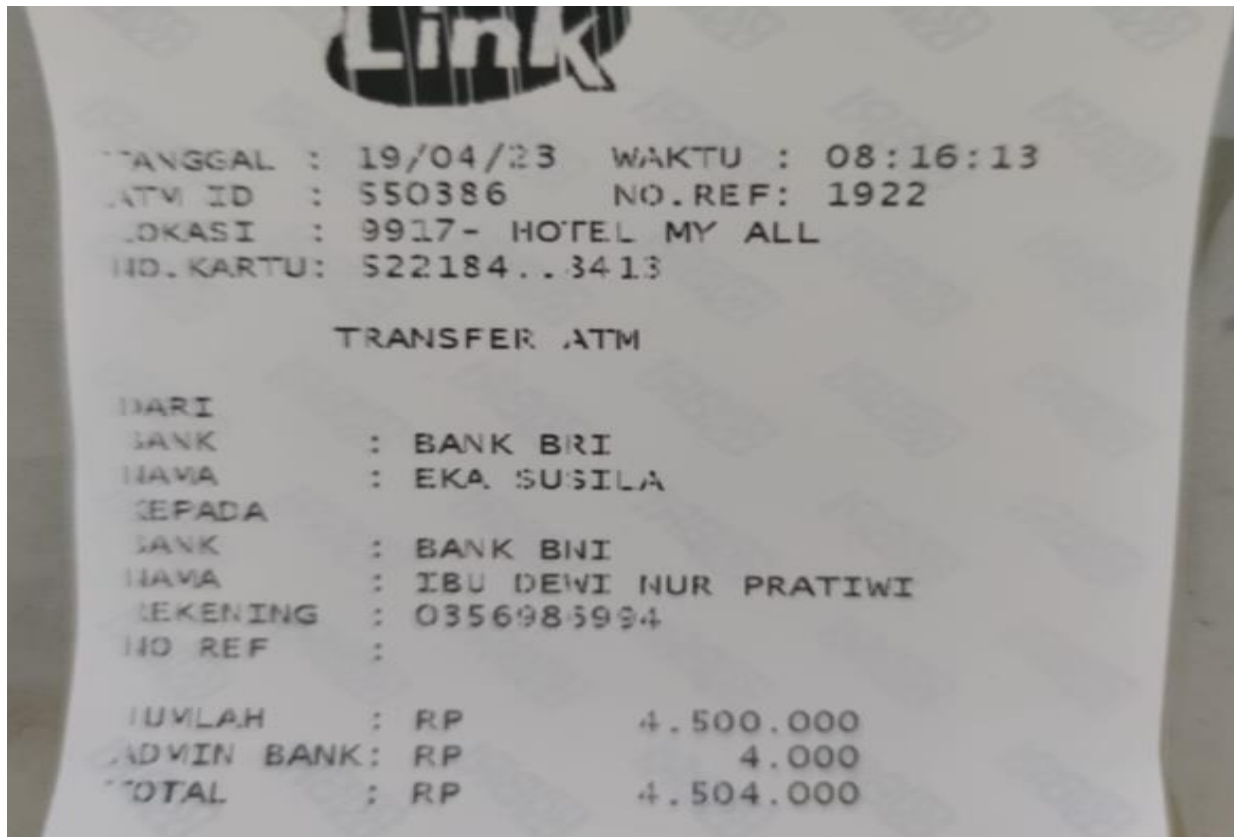 Link
TANGGAL : 19/04/23 WAKTU : 08:16:13
ATM ID : 550386 NO.REF: 1922
LOKASI : 9917- HOTEL MY ALL
NO.KARTU: 522184..3413
TRANSFER ATM
DARI
BANK : BANK BRI
NAMA : EKA SUSILA
KEPADA
BANK : BANK BNI
NAMA : IBU DEWI NUR PRATIWI
REKENING :
NO REF :
JUMLAH : RP 4.500.000
ADMIN BANK: RP 4.000
TOTAL : RP 4.504.000